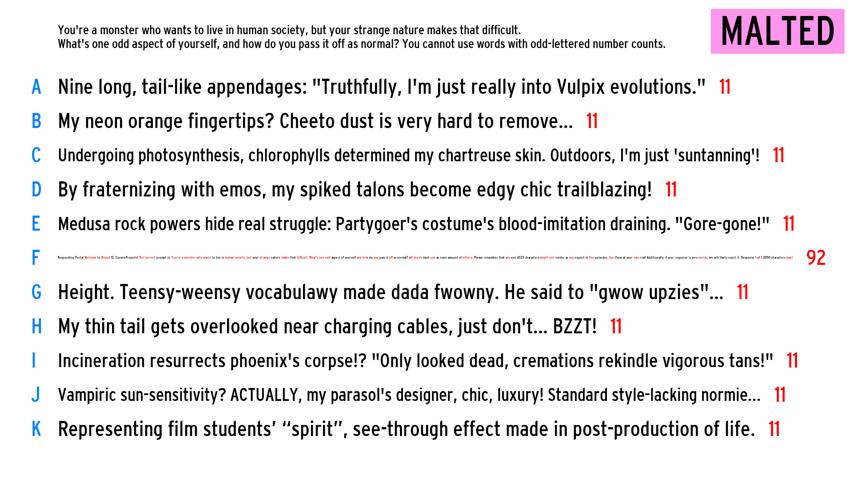 You're a monster who wants to live in human society, but your strange nature makes that difficult.
What's one odd aspect of yourself, and how do you pass it off as normal? You cannot use words with odd-lettered number counts.
MALTED
A Nine long, tail-like appendages: "Truthfully, I'm just really into Vulpix evolutions." 11
B My neon orange fingertips? Cheeto dust is very hard to remove... 11
C Undergoing photosynthesis, chlorophylls determined my chartreuse skin. Outdoors, I'm just 'suntanning'! 11
D By fraternizing with emos, my spiked talons become edgy chic trailblazing! 11
E Medusa rock powers hide real struggle: Partygoer's costume's blood-imitation draining. "Gore-gone!" 11
F 92
G Height. Teensy-weensy vocabulawy made dada fwowny. He said to "gwow upzies"... 11
H My thin tail gets overlooked near charging cables, just don't... BZZT! 11
I Incineration resurrects phoenix's corpse!? "Only looked dead, cremations rekindle vigorous tans!" 11
J Vampiric sun-sensitivity? ACTUALLY, my parasol's designer, chic, luxury! Standard style-lacking normie... 11
K Representing film students’ “spirit”, see-through effect made in post-production of life. 11